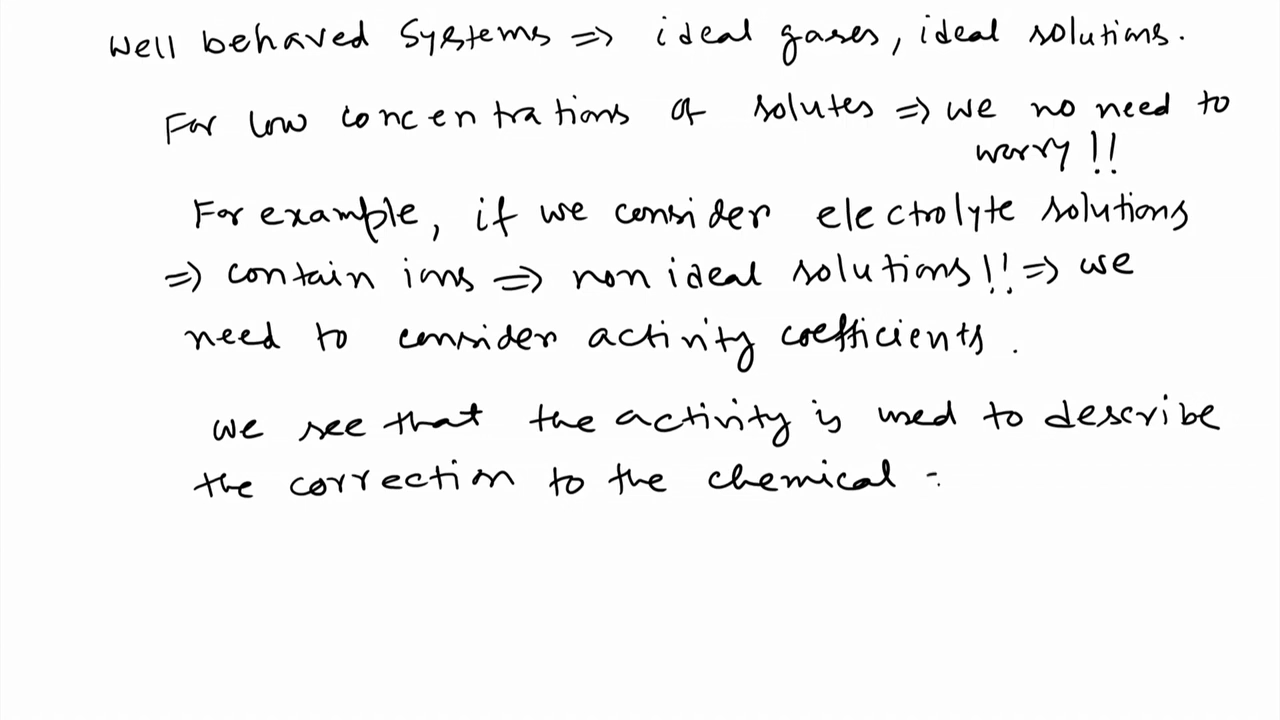 Well behaved Systems => ideal gases, ideal solutions.
For low concentrations of solutes => we no need to
worry !!
For example, if we consider electrolyte solutions
=> contain ions => non ideal solutions!! => we
need to consider activity coefficients.
we see that the activity is used to describe
the correction to the chemical -